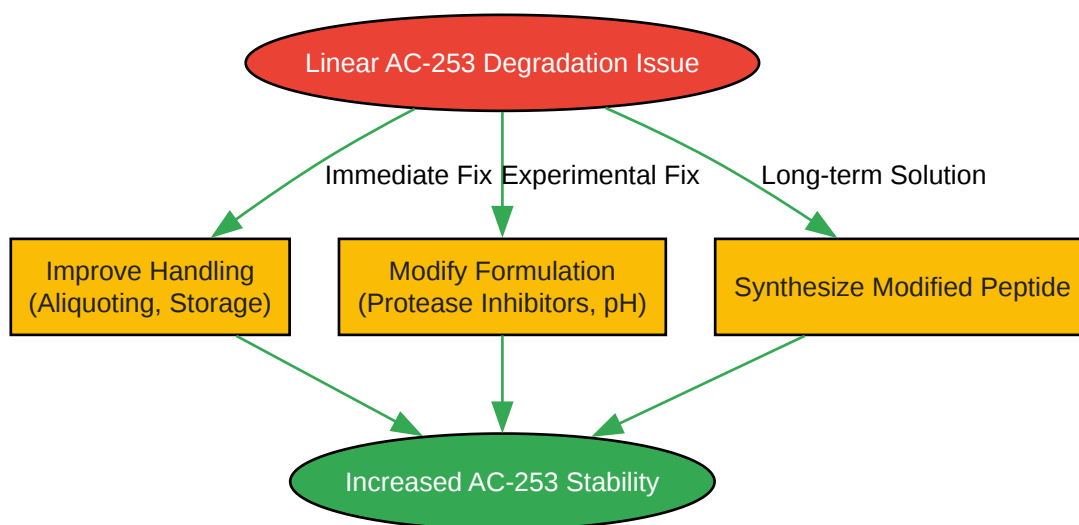 Linear AC-253 Degradation Issue
Immediate Fix
Experimental Fix
Long-term Solution
Improve Handling
(Aliquoting, Storage)
Modify Formulation
(Protease Inhibitors, pH)
Synthesize Modified Peptide
Increased AC-253 Stability